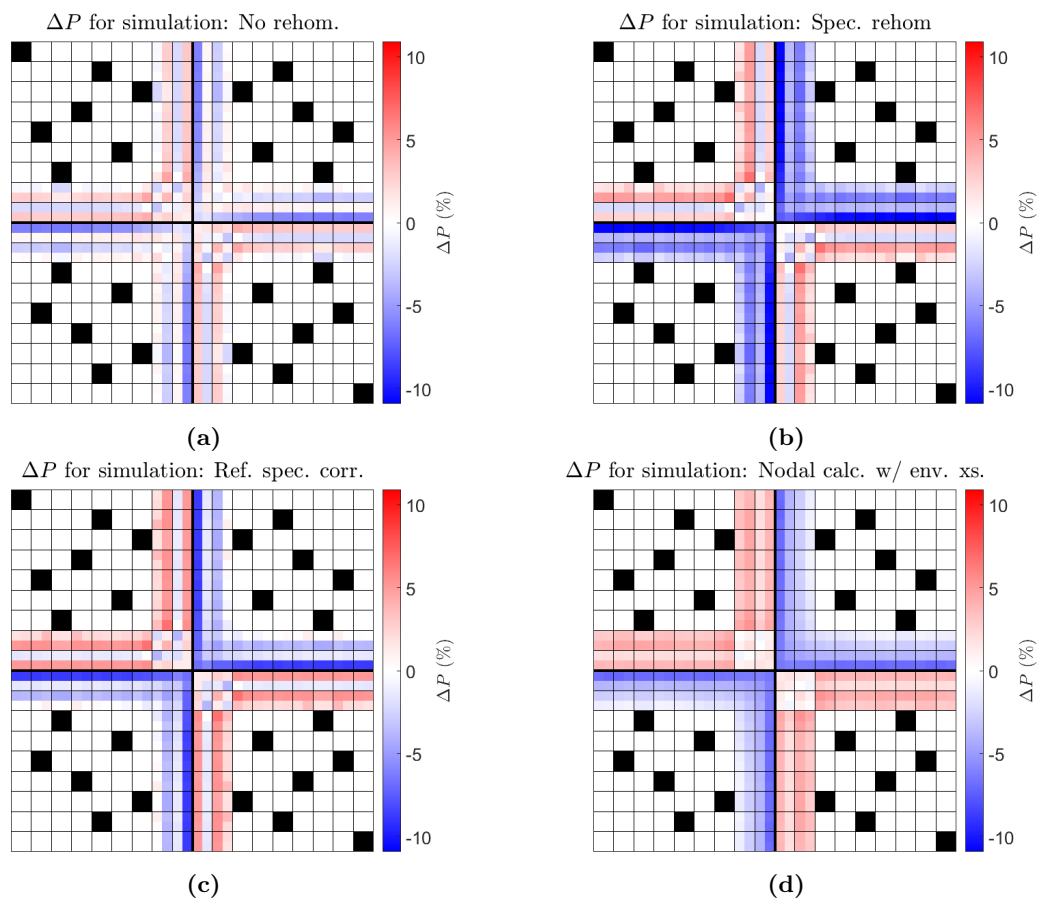 ΔP for simulation: No rehom.
10
5
0
-5
-10
ΔP (%)
(a)
ΔP for simulation: Spec. rehom
10
5
0
-5
-10
ΔP (%)
(b)
ΔP for simulation: Ref. spec. corr.
10
5
0
-5
-10
ΔP (%)
(c)
ΔP for simulation: Nodal calc. w/ env. xs.
10
5
0
-5
-10
ΔP (%)
(d)